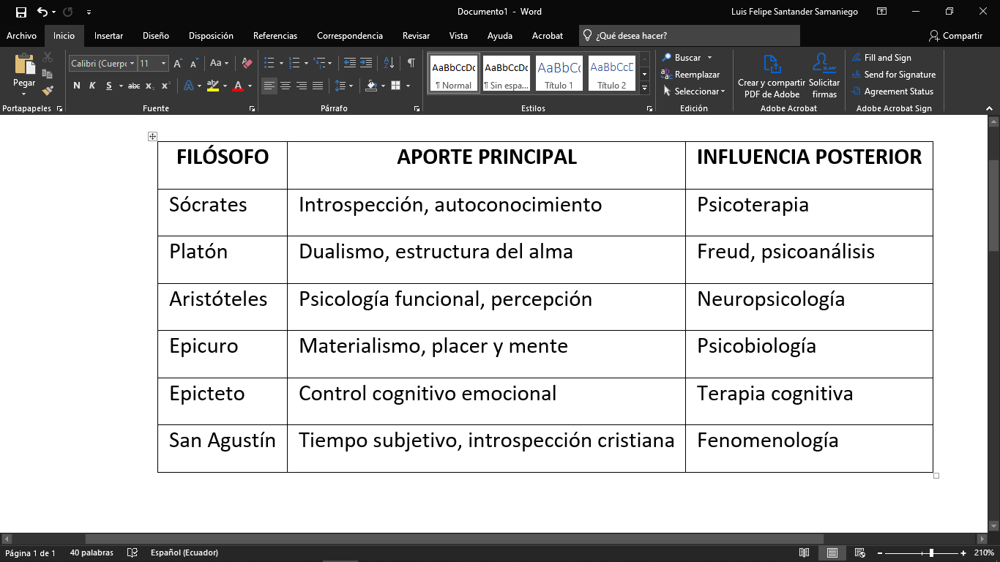 Documento1 - Word
Luis Felipe Santander Samaniego
Archivo Inicio Insertar Diseño Disposición Referencias Correspondencia Revisar Vista Ayuda Acrobat ¿Qué desea hacer? Compartir
Pegar
Portapapeles
Calibri (Cuerpo 11
Aa
N K S abc x₂ x²
Fuente
Párrafo
AaBbCcDc AaBbCcDc AaBbCc AaBbCcD
¶ Normal ¶ Sin espa... Título 1 Título 2
Estilos
Buscar
Reemplazar
Seleccionar
Edición
Crear y compartir PDF de Adobe
Solicitar firmas
Adobe Acrobat
Fill and Sign
Send for Signature
Agreement Status
Adobe Acrobat Sign
FILÓSOFO APORTE PRINCIPAL INFLUENCIA POSTERIOR
Sócrates Introspección, autoconocimiento Psicoterapia
Platón Dualismo, estructura del alma Freud, psicoanálisis
Aristóteles Psicología funcional, percepción Neuropsicología
Epicuro Materialismo, placer y mente Psicobiología
Epicteto Control cognitivo emocional Terapia cognitiva
San Agustín Tiempo subjetivo, introspección cristiana Fenomenología
Página 1 de 1 40 palabras Español (Ecuador) 210%